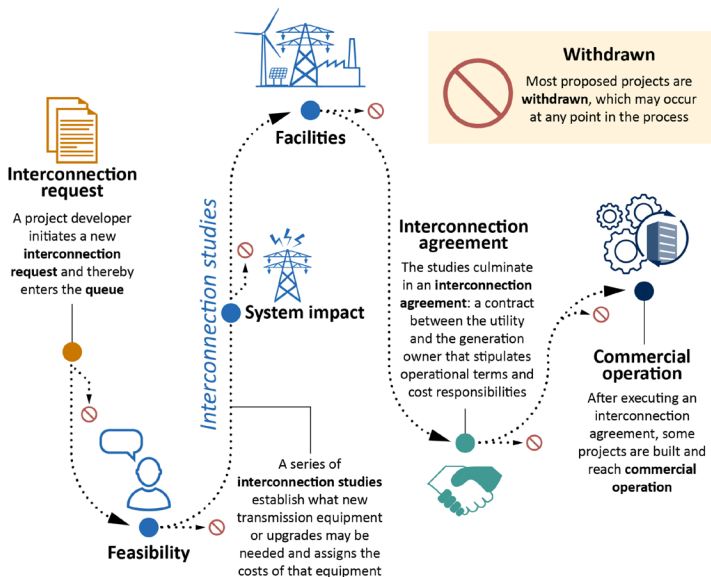 Withdrawn
Most proposed projects are
withdrawn, which may occur
at any point in the process
Interconnection
request
A project developer
initiates a new
interconnection
request and thereby
enters the queue
Interconnection studies
Feasibility
System impact
Facilities
A series of
interconnection studies
establish what new
transmission equipment
or upgrades may be
needed and assigns the
costs of that equipment
Interconnection
agreement
The studies culminate
in an interconnection
agreement: a contract
between the utility
and the generation
owner that stipulates
operational terms and
cost responsibilities
Commercial
operation
After executing an
interconnection
agreement, some
projects are built and
reach commercial
operation